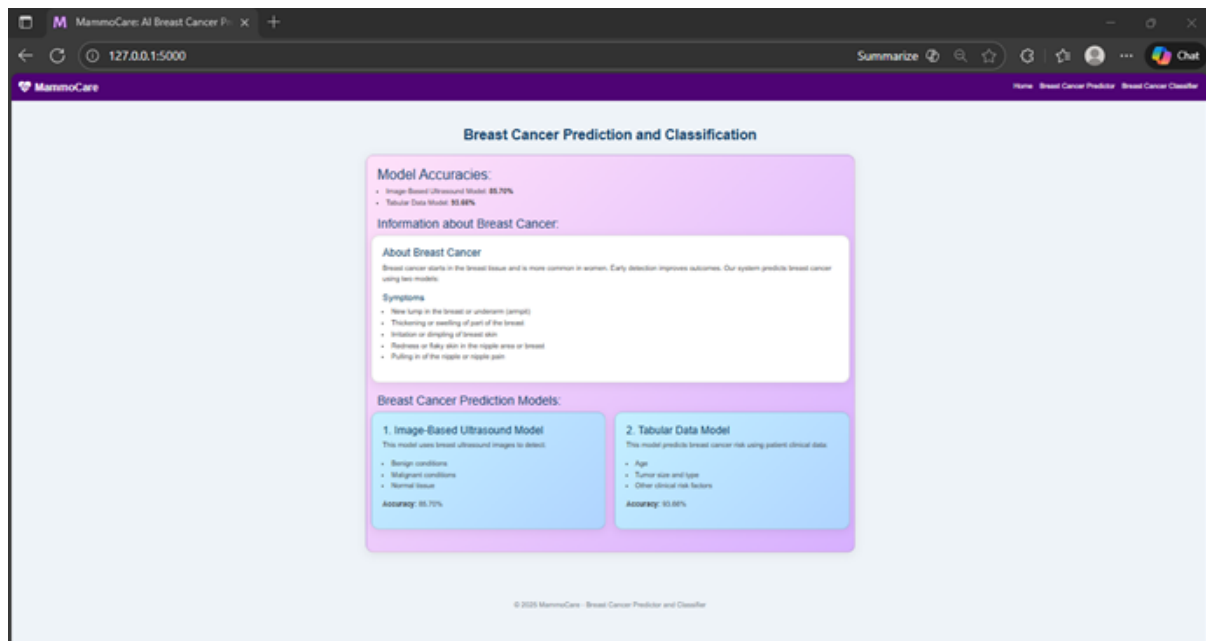 MammoCare: AI Breast Cancer Pr
127.0.0.1:5000
Summarize
Chat
MammoCare
Home Breast Cancer Predictor Breast Cancer Classifier
Breast Cancer Prediction and Classification
Model Accuracies:
• Image-Based Ultrasound Model: 85.70%
• Tabular Data Model: 93.66%
Information about Breast Cancer:
About Breast Cancer
Breast cancer starts in the breast tissue and is more common in women. Early detection improves outcomes. Our system predicts breast cancer
using two models:
Symptoms
• New lump in the breast or underarm (armpit)
• Thickening or swelling of part of the breast
• Irritation or dimpling of breast skin
• Redness or flaky skin in the nipple area or breast
• Pulling in of the nipple or nipple pain
Breast Cancer Prediction Models:
1. Image-Based Ultrasound Model
This model uses breast ultrasound images to detect:
• Benign conditions
• Malignant conditions
• Normal tissue
Accuracy: 85.70%
2. Tabular Data Model
This model predicts breast cancer risk using patient clinical data:
• Age
• Tumor size and type
• Other clinical risk factors
Accuracy: 93.66%
© 2025 MammoCare - Breast Cancer Predictor and Classifier